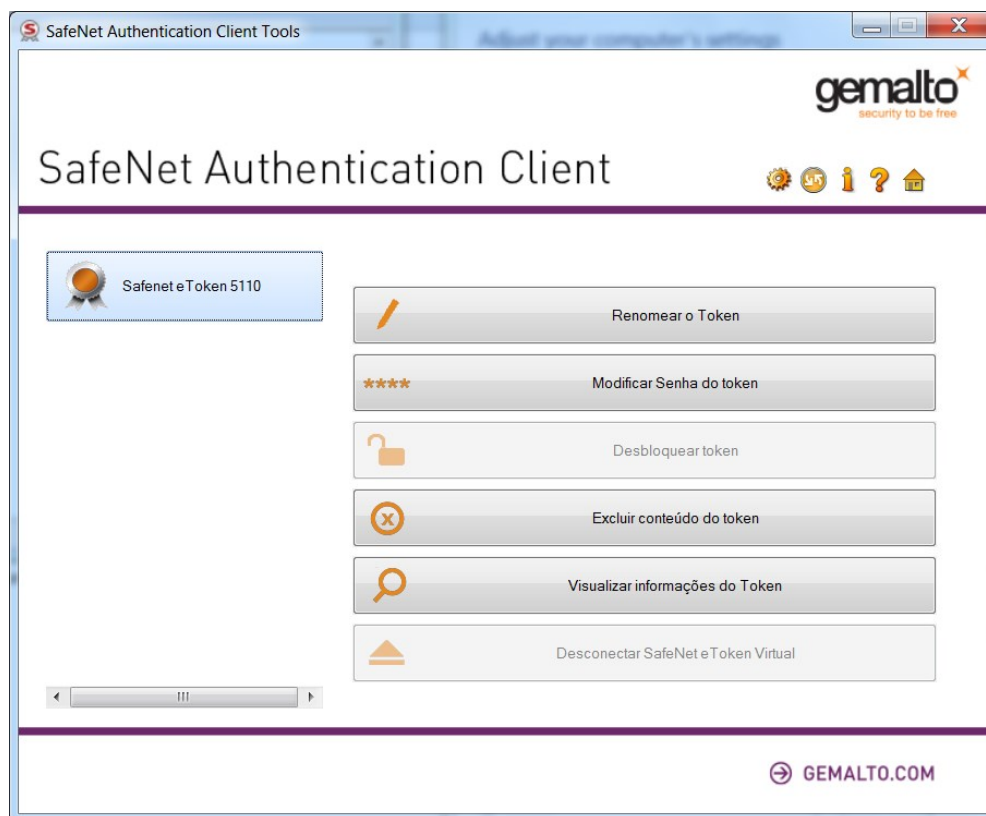 SafeNet Authentication Client Tools
Adjust your computer's settings
gemalto
security to be free
SafeNet Authentication Client
Safenet eToken 5110
Renomear o Token
**** Modificar Senha do token
Desbloquear token
Excluir conteúdo do token
Visualizar informações do Token
Desconectar SafeNet eToken Virtual
GEMALTO.COM